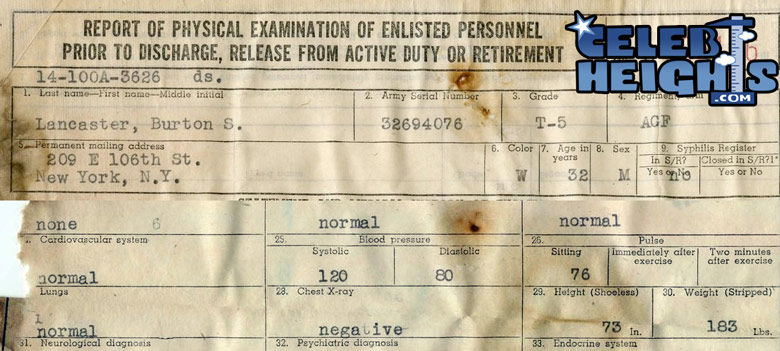 REPORT OF PHYSICAL EXAMINATION OF ENLISTED PERSONNEL
PRIOR TO DISCHARGE, RELEASE FROM ACTIVE DUTY OR RETIREMENT
CELEB HEIGHTS .COM
14-100A-3626 ds.
1. Last name—First name—Middle initial 2. Army Serial Number 3. Grade 4. Regiment,
Lancaster, Burton S. 32694076 T-5 AGF
5. Permanent mailing address 6. Color 7. Age in years 8. Sex 9. Syphilis Register
209 E 106th St. In S/R? Closed in S/R?
New York, N.Y. W 32 M Yes or No no Yes or No
none 6 normal normal
Cardiovascular system 25. Blood pressure 26. Pulse
Systolic Diastolic Sitting Immediately after exercise Two minutes after exercise
normal 120 80 76
Lungs 28. Chest X-ray 29. Height (Shoeless) 30. Weight (Stripped)
normal negative 73 In. 183 Lbs.
31. Neurological diagnosis 32. Psychiatric diagnosis 33. Endocrine system